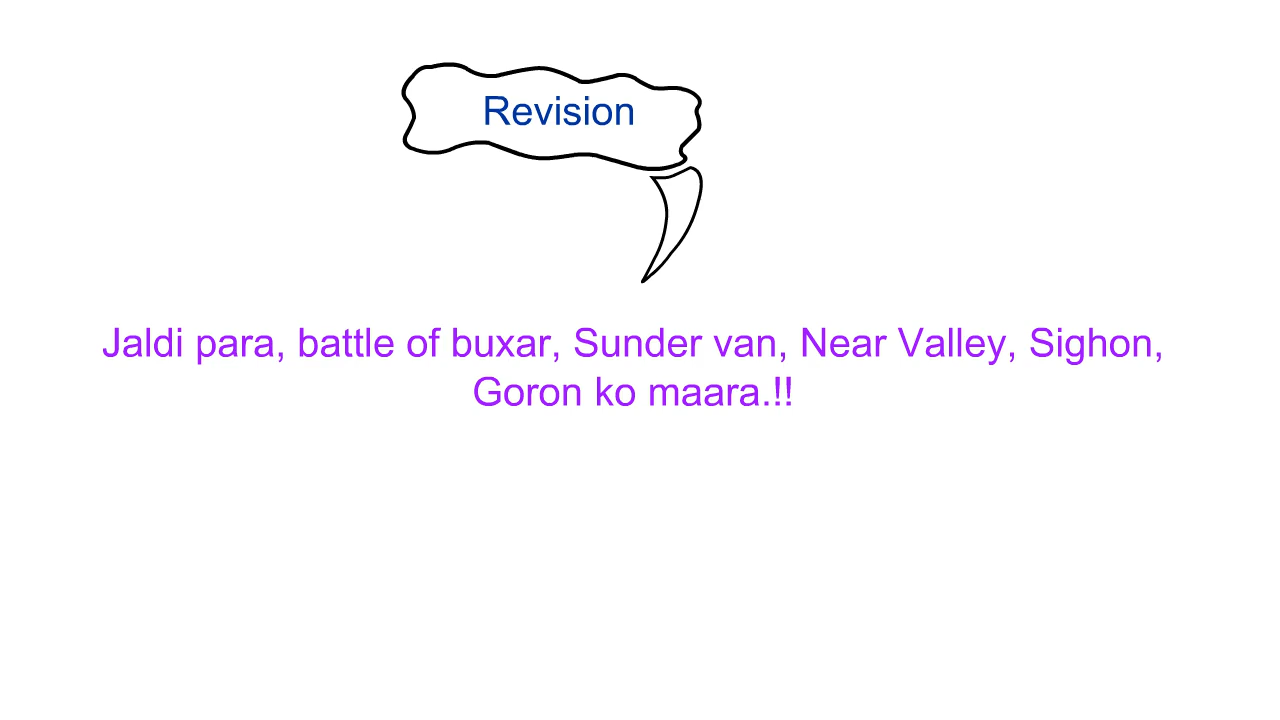 Revision
Jaldi para, battle of buxar, Sunder van, Near Valley, Sighon,
Goron ko maara.!!